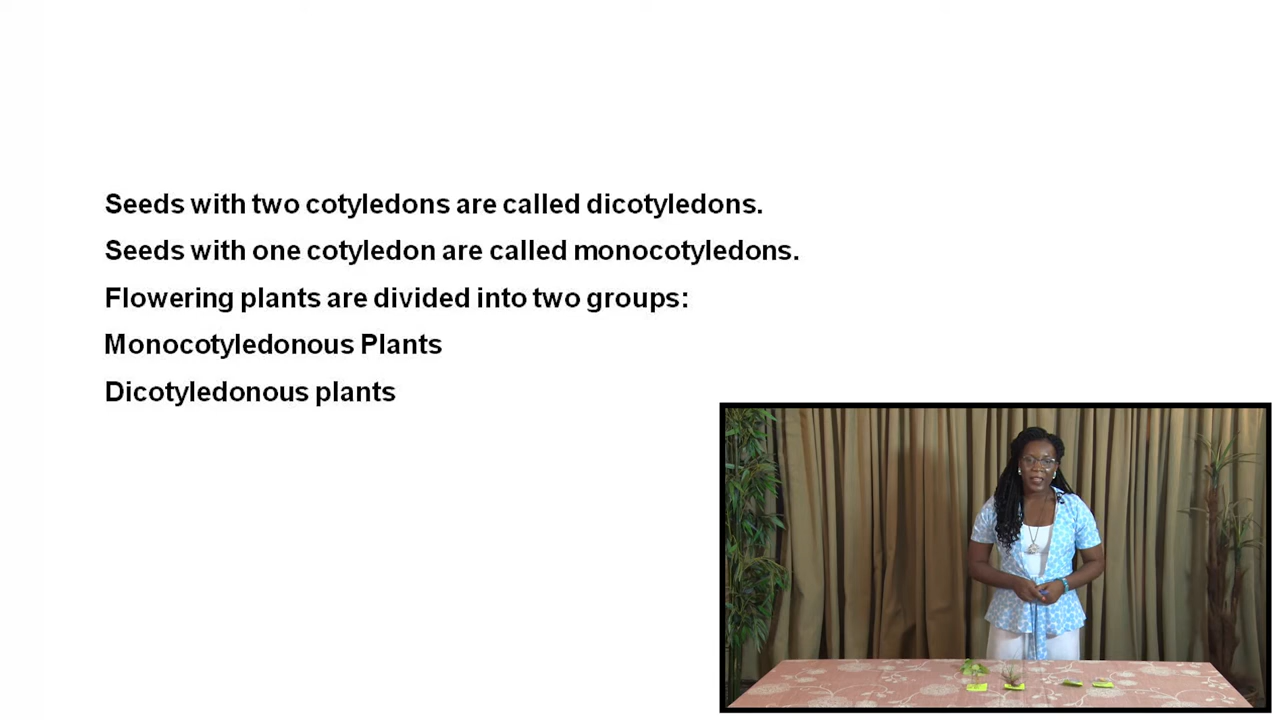 Seeds with two cotyledons are called dicotyledons.
Seeds with one cotyledon are called monocotyledons.
Flowering plants are divided into two groups:
Monocotyledonous Plants
Dicotyledonous plants